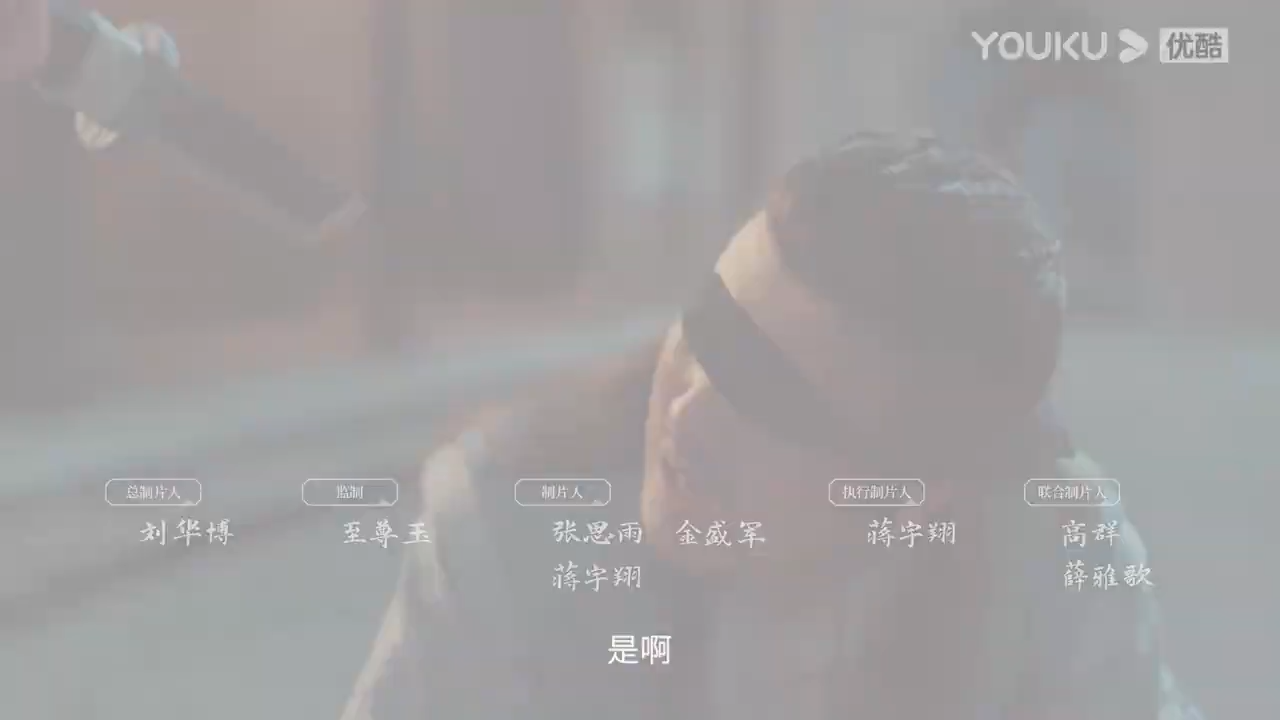 YOUKU 优酷
总制片人 监制 制片人 执行制片人 联合制片人
刘华博 至尊玉 张思雨 金盛军 蒋宇翔 高群
蒋宇翔 薛雅歌
是啊